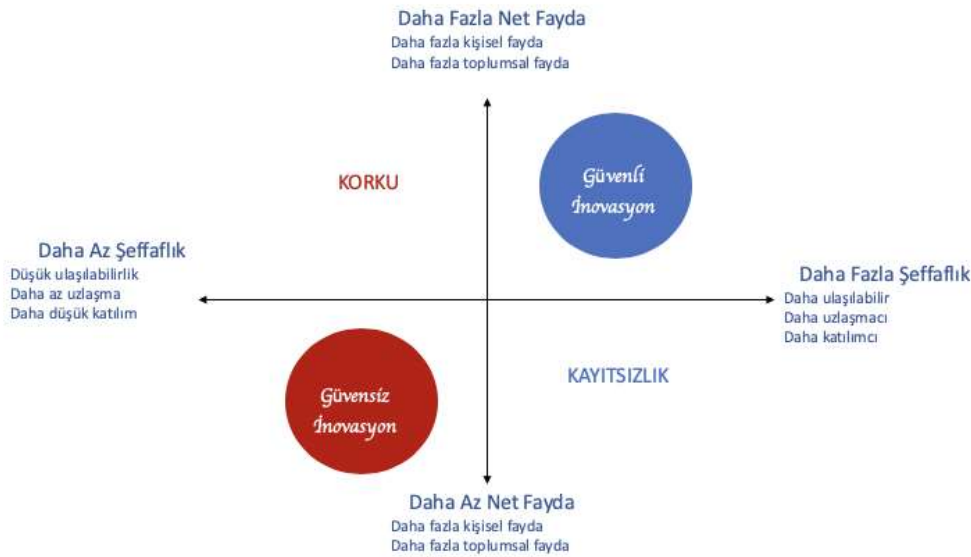 Daha Fazla Net Fayda
Daha fazla kişisel fayda
Daha fazla toplumsal fayda
KORKU
Güvenli
İnovasyon
Daha Az Şeffaflık
Düşük ulaşılabilirlik
Daha az uzlaşma
Daha düşük katılım
Daha Fazla Şeffaflık
Daha ulaşılabilir
Daha uzlaşmacı
Daha katılımcı
Güvensiz
İnovasyon
KAYITSIZLIK
Daha Az Net Fayda
Daha fazla kişisel fayda
Daha fazla toplumsal fayda